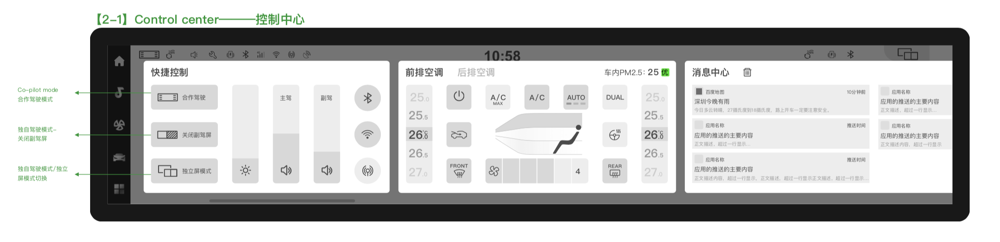 【2-1】Control center———控制中心
10:58
Co-pilot mode
合作驾驶模式
独自驾驶模式-
关闭副驾屏
独自驾驶模式/独立
屏模式切换
快捷控制
合作驾驶
关闭副驾屏
独立屏模式
主驾
副驾
前排空调
后排空调
车内PM2.5: 25 优
25.0
25.5
26.0°C
26.5
27.0
A/C
MAX
A/C
AUTO
DUAL
FRONT
4
REAR
25.0
25.5
26.0°C
26.5
27.0
消息中心
百度地图
10分钟前
深圳今晚有雨
今日多云转晴，27摄氏度到18摄氏度，路上开车一定要注意安全。
应用名称
推送时间
应用的推送的主要内容
正文描述，超过一行显示...
应用名称
推送时间
应用的推送的主要内容
正文描述内容，超过一行显示，正文描述，超过一行显示正文描述，超过一行显示...
应用名称
应用的推送的主要内容
正文描述，超过一行显示...
应用名称
应用的推送的主要内容
正文描述内容，超过一行显示